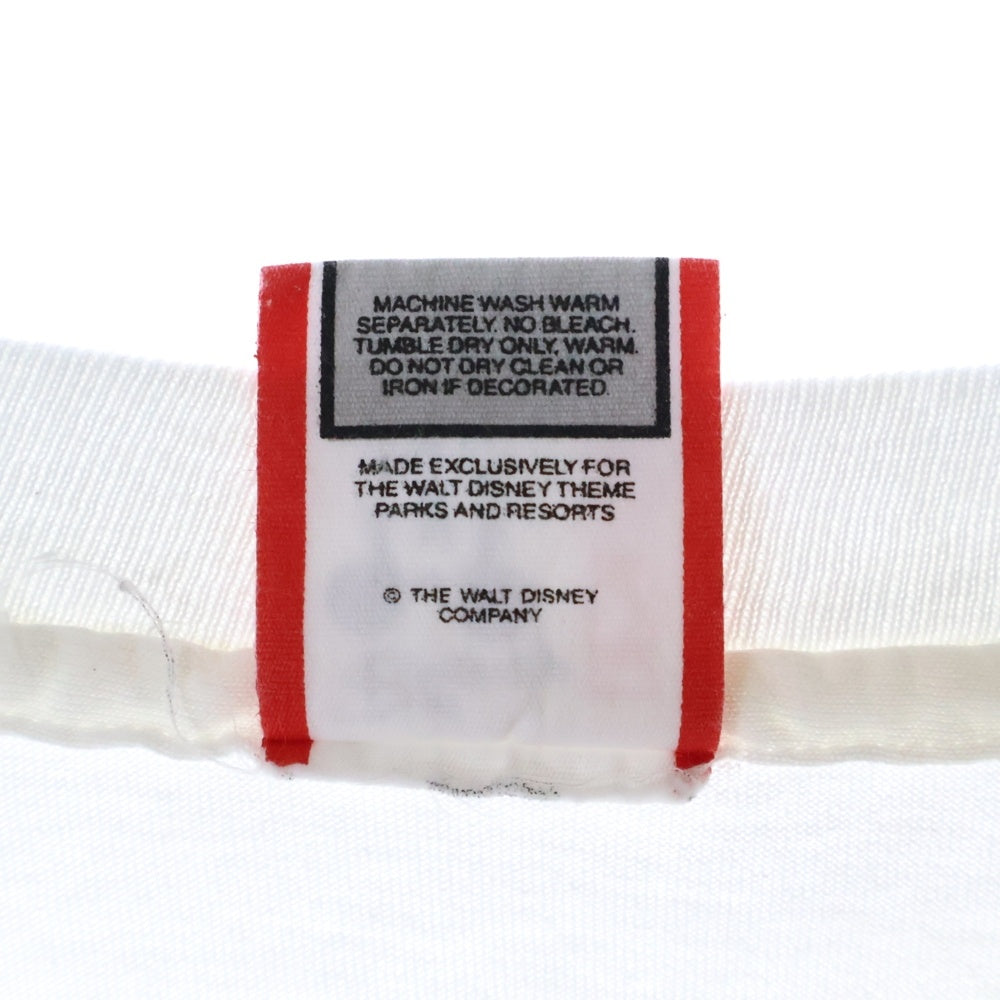 MACHINE WASH WARM
SEPARATELY. NO BLEACH.
TUMBLE DRY ONLY, WARM.
DO NOT DRY CLEAN OR
IRON IF DECORATED.
MADE EXCLUSIVELY FOR
THE WALT DISNEY THEME
PARKS AND RESORTS
© THE WALT DISNEY
COMPANY